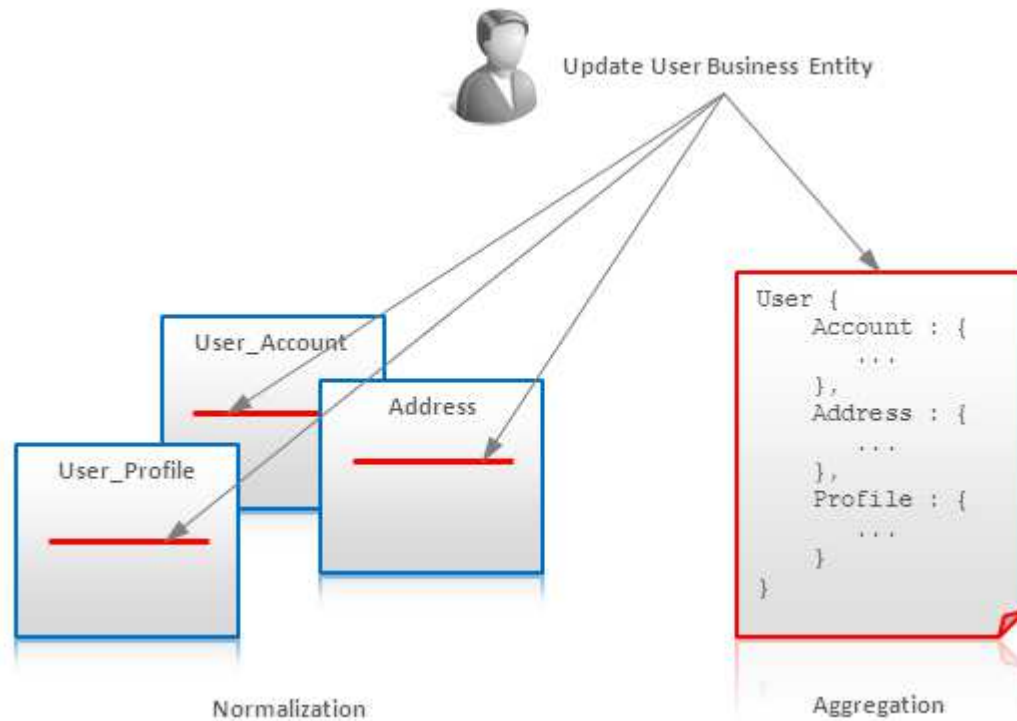 Update User Business Entity
User_Account
Address
User_Profile
User {
Account : {
...
},
Address : {
...
},
Profile : {
...
}
}
Normalization
Aggregation